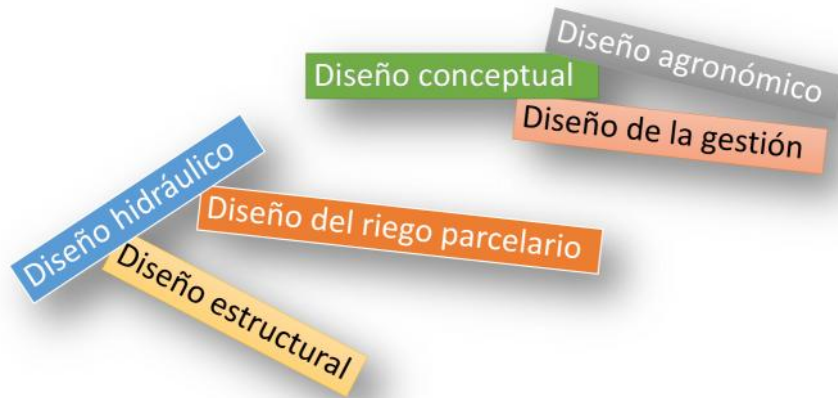 Diseño agronómico
Diseño conceptual
Diseño de la gestión
Diseño hidráulico
Diseño del riego parcelario
Diseño estructural